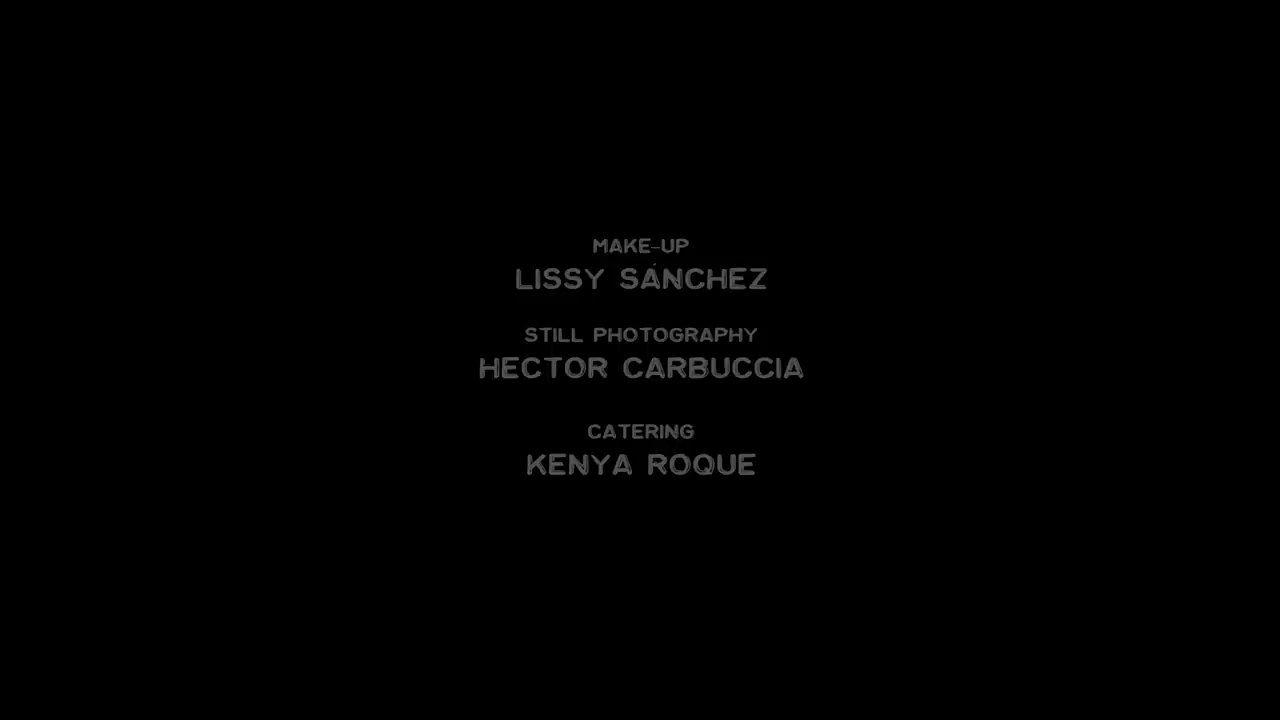 MAKE-UP
LISSY SÁNCHEZ
STILL PHOTOGRAPHY
HECTOR CARBUCCIA
CATERING
KENYA ROQUE